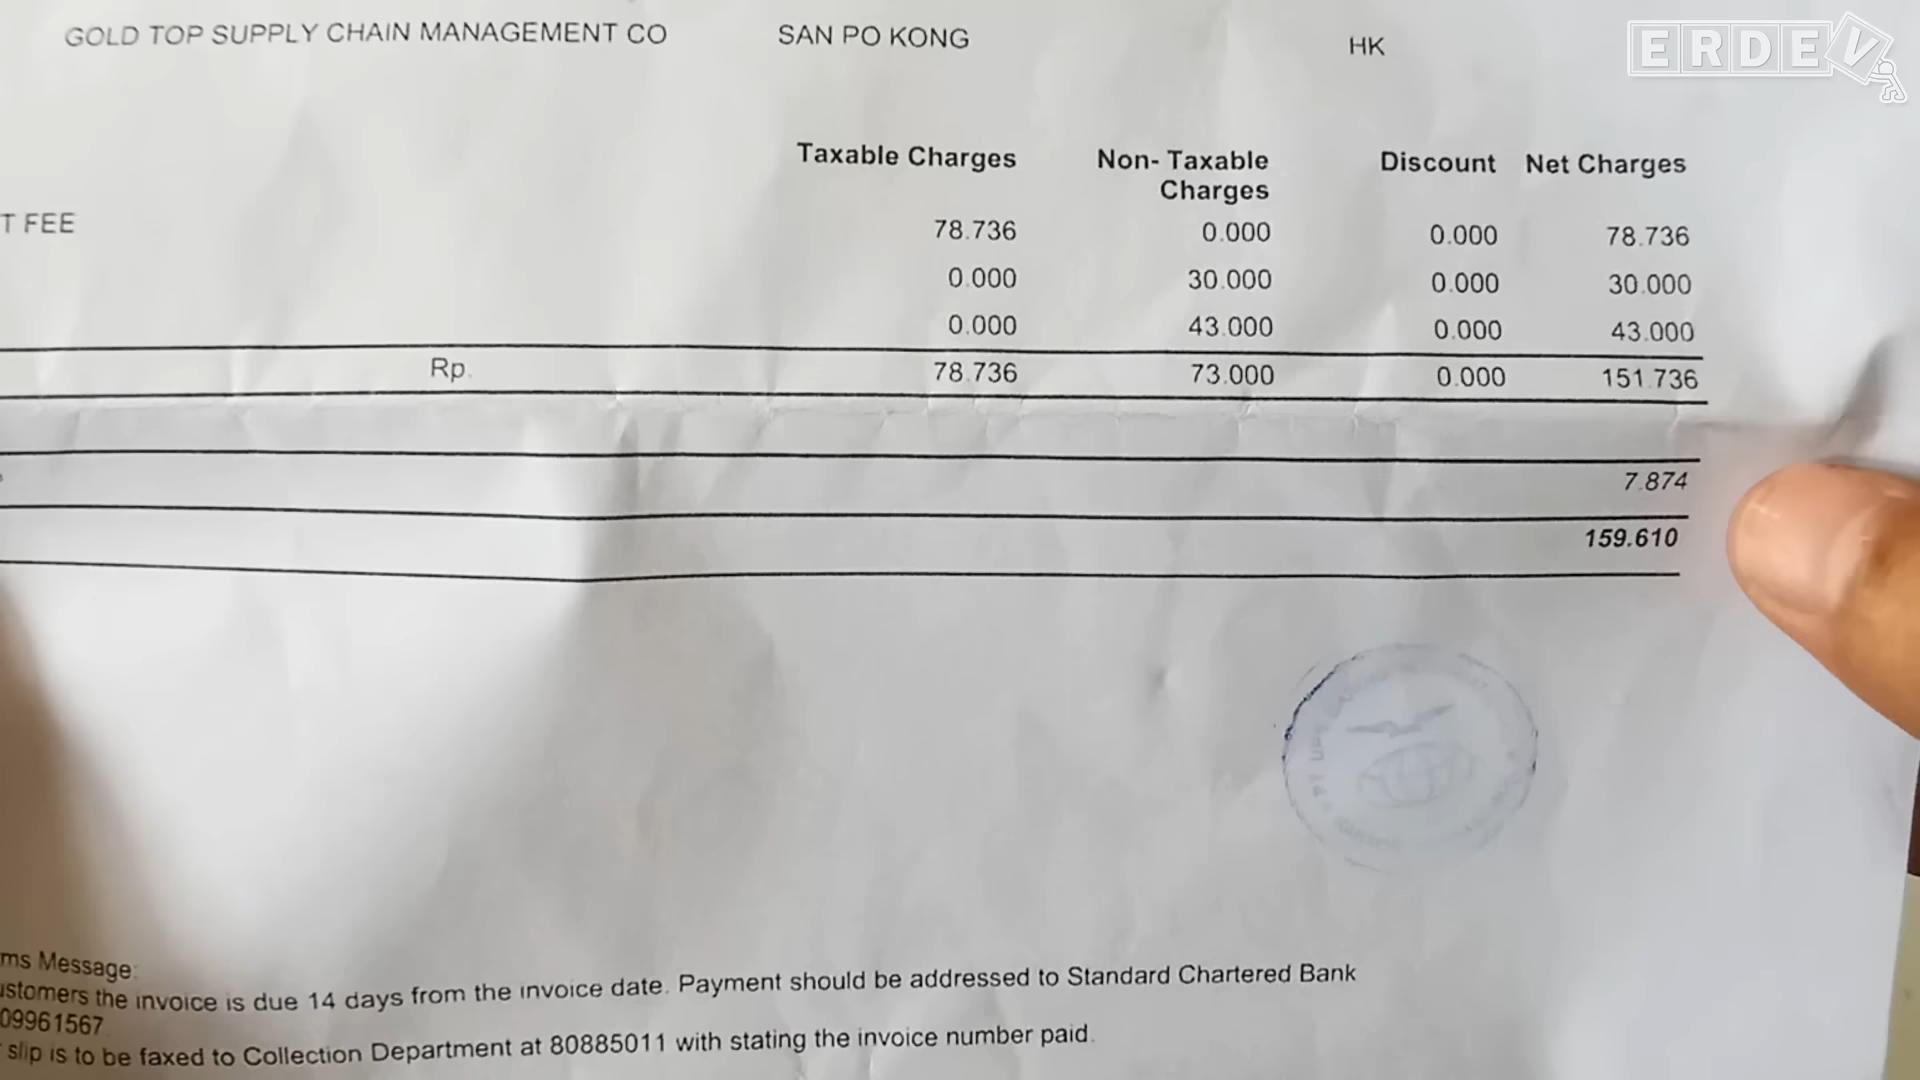 GOLD TOP SUPPLY CHAIN MANAGEMENT CO SAN PO KONG HK
ERDEV
Taxable Charges Non- Taxable Charges Discount Net Charges
T FEE 78.736 0.000 0.000 78.736
0.000 30.000 0.000 30.000
0.000 43.000 0.000 43.000
Rp. 78.736 73.000 0.000 151.736
7.874
159.610
ms Message:
ustomers the invoice is due 14 days from the invoice date. Payment should be addressed to Standard Chartered Bank
09961567
slip is to be faxed to Collection Department at 80885011 with stating the invoice number paid.